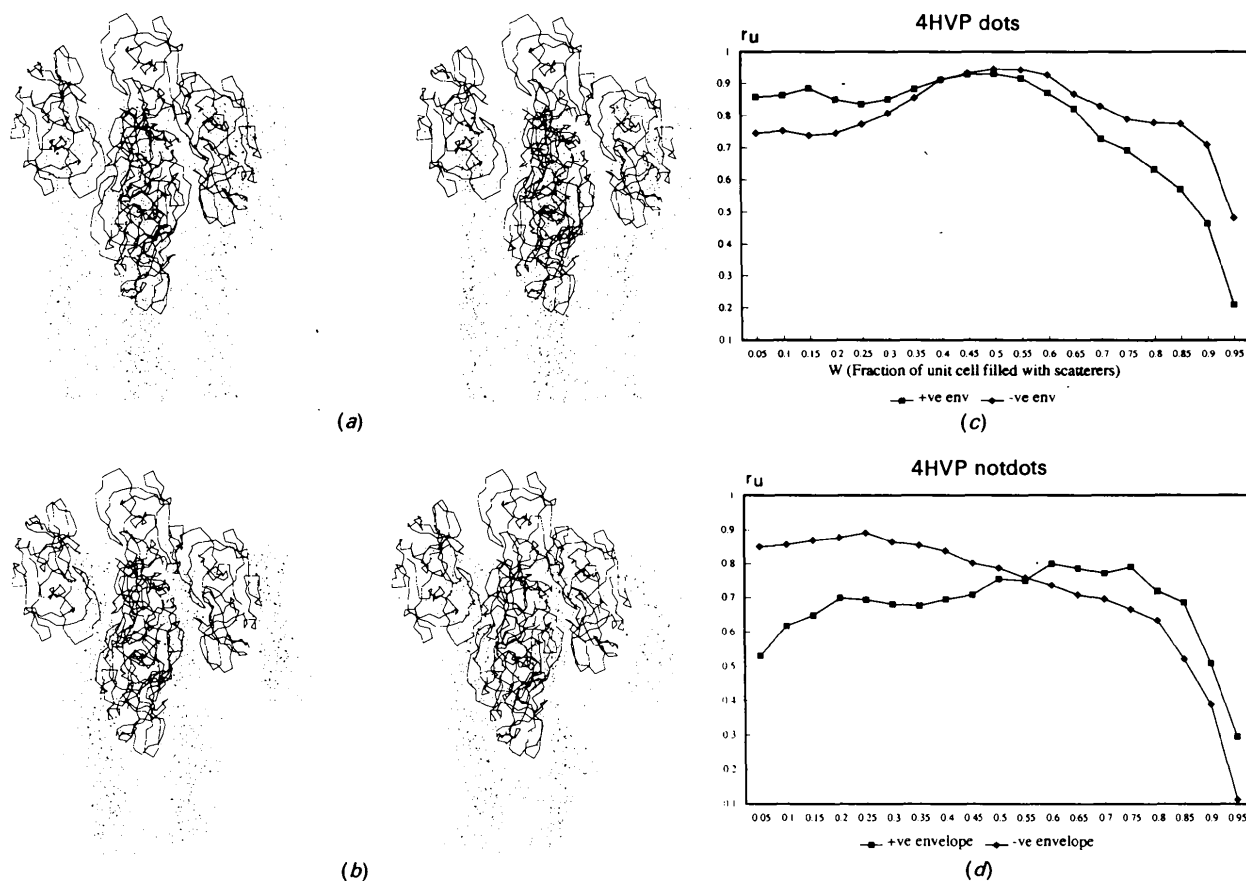 4HVP dots
ru
1
0.9
0.8
0.7
0.6
0.5
0.4
0.3
0.2
0.1
0.05 0.1 0.15 0.2 0.25 0.3 0.35 0.4 0.45 0.5 0.55 0.6 0.65 0.7 0.75 0.8 0.85 0.9 0.95
W (Fraction of unit cell filled with scatterers)
+ve env -ve env
(a)
(c)
4HVP notdots
ru
1
0.9
0.8
0.7
0.6
0.5
0.4
0.3
0.2
0.1
0.05 0.1 0.15 0.2 0.25 0.3 0.35 0.4 0.45 0.5 0.55 0.6 0.65 0.7 0.75 0.8 0.85 0.9 0.95
+ve envelope -ve envelope
(b)
(d)